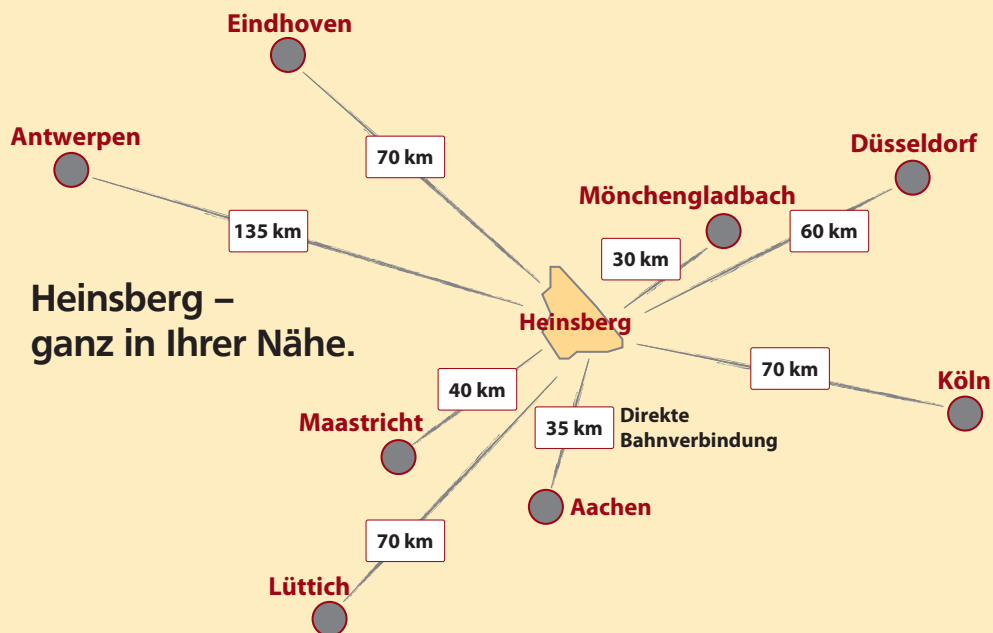 Eindhoven
Antwerpen
70 km
Düsseldorf
Mönchengladbach
135 km
60 km
30 km
Heinsberg –
ganz in Ihrer Nähe.
Heinsberg
70 km
40 km
Köln
Maastricht
35 km
Direkte
Bahnverbindung
Aachen
70 km
Lüttich